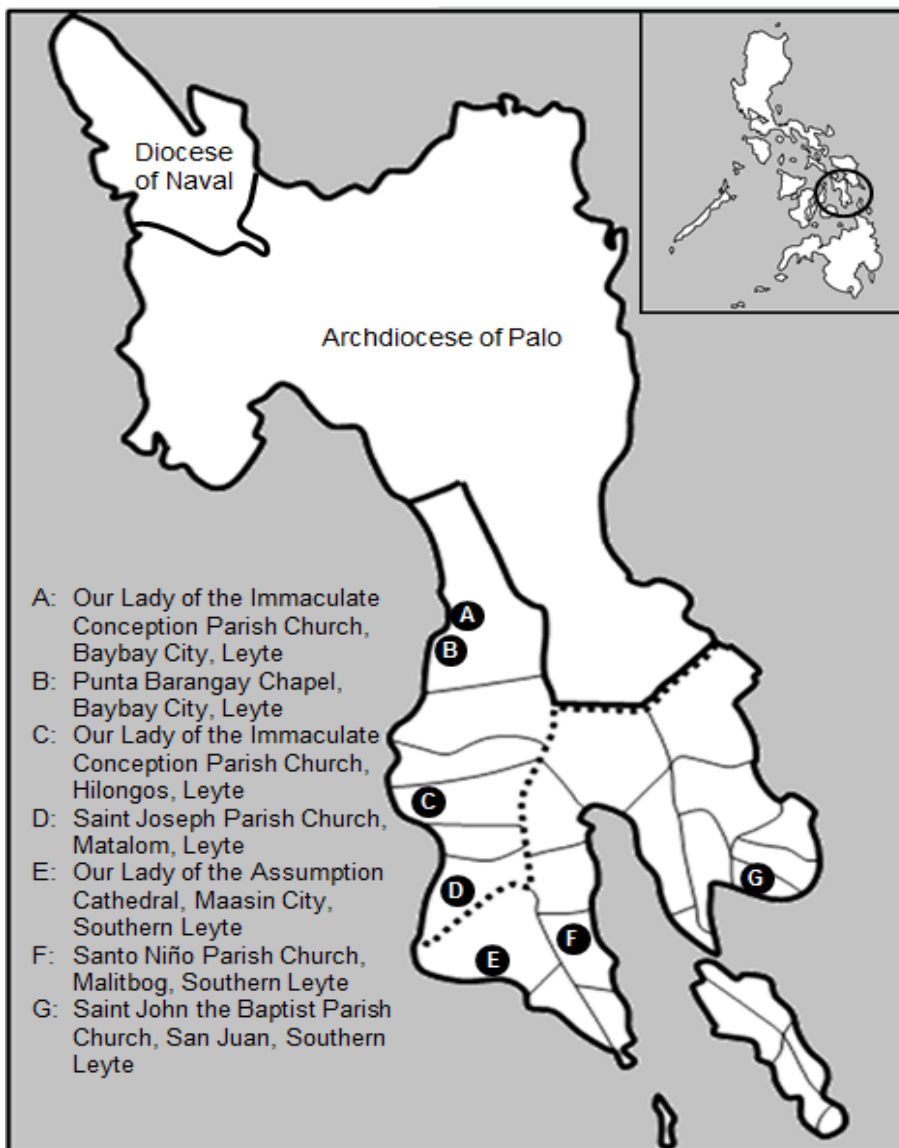 Diocese
of Naval
Archdiocese of Palo
A: Our Lady of the Immaculate
Conception Parish Church,
Baybay City, Leyte
B: Punta Barangay Chapel,
Baybay City, Leyte
C: Our Lady of the Immaculate
Conception Parish Church,
Hilongos, Leyte
D: Saint Joseph Parish Church,
Matalom, Leyte
E: Our Lady of the Assumption
Cathedral, Maasin City,
Southern Leyte
F: Santo Niño Parish Church,
Malitbog, Southern Leyte
G: Saint John the Baptist Parish
Church, San Juan, Southern
Leyte
A
B
C
D
E
F
G